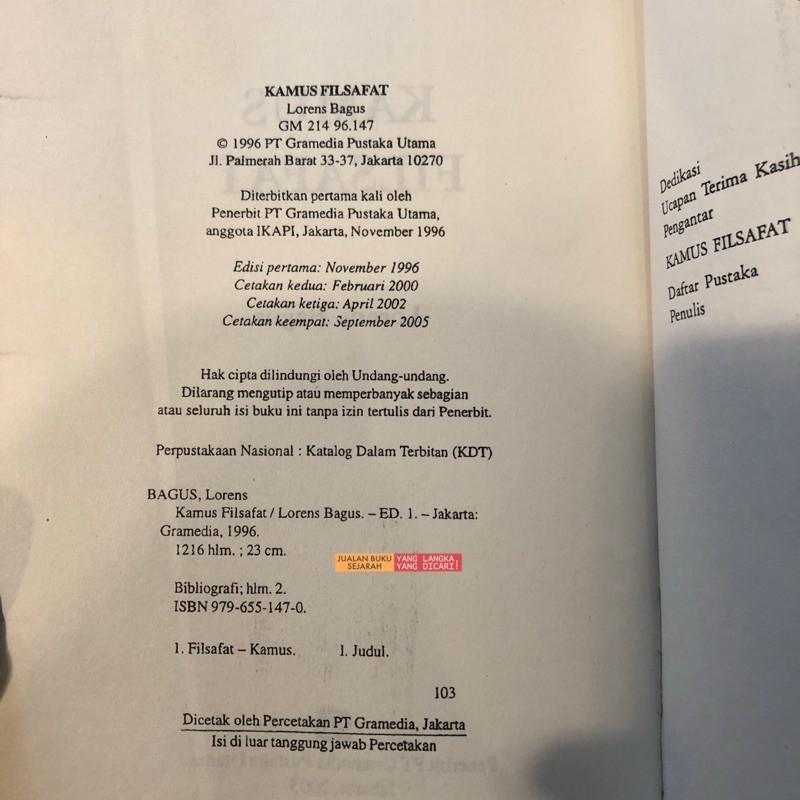 KAMUS FILSAFAT
Lorens Bagus
GM 214 96.147
© 1996 PT Gramedia Pustaka Utama
Jl. Palmerah Barat 33-37, Jakarta 10270
Diterbitkan pertama kali oleh
Penerbit PT Gramedia Pustaka Utama,
anggota IKAPI, Jakarta, November 1996
Edisi pertama: November 1996
Cetakan kedua: Februari 2000
Cetakan ketiga: April 2002
Cetakan keempat: September 2005
Hak cipta dilindungi oleh Undang-undang.
Dilarang mengutip atau memperbanyak sebagian
atau seluruh isi buku ini tanpa izin tertulis dari Penerbit.
Perpustakaan Nasional : Katalog Dalam Terbitan (KDT)
BAGUS, Lorens
Kamus Filsafat / Lorens Bagus. – ED. 1. – Jakarta:
Gramedia, 1996.
1216 hlm. ; 23 cm.
JUALAN BUKU YANG LANGKA,
SEJARAH YANG DICARI!
Bibliografi; hlm. 2.
ISBN 979-655-147-0.
1. Filsafat – Kamus. I. Judul.
103
Dicetak oleh Percetakan PT Gramedia, Jakarta
Isi di luar tanggung jawab Percetakan
Dedikasi
Ucapan Terima Kasih
Pengantar
KAMUS FILSAFAT
Daftar Pustaka
Penulis